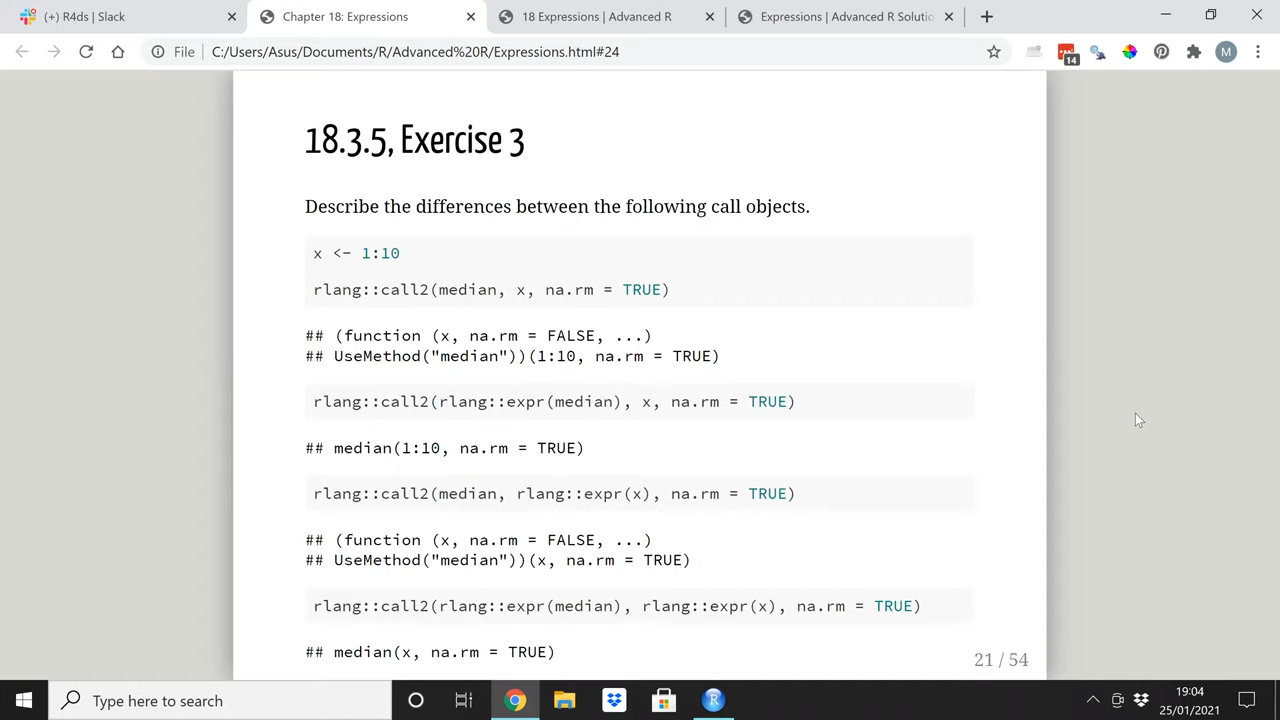 (+) R4ds | Slack
Chapter 18: Expressions
18 Expressions | Advanced R
Expressions | Advanced R Solutio
File
C:/Users/Asus/Documents/R/Advanced%20R/Expressions.html#24
14
M
18.3.5, Exercise 3
Describe the differences between the following call objects.
x <- 1:10
rlang::call2(median, x, na.rm = TRUE)
## (function (x, na.rm = FALSE, ...)
## UseMethod("median"))(1:10, na.rm = TRUE)
rlang::call2(rlang::expr(median), x, na.rm = TRUE)
## median(1:10, na.rm = TRUE)
rlang::call2(median, rlang::expr(x), na.rm = TRUE)
## (function (x, na.rm = FALSE, ...)
## UseMethod("median"))(x, na.rm = TRUE)
rlang::call2(rlang::expr(median), rlang::expr(x), na.rm = TRUE)
## median(x, na.rm = TRUE)
21 / 54
Type here to search
R
19:04
25/01/2021